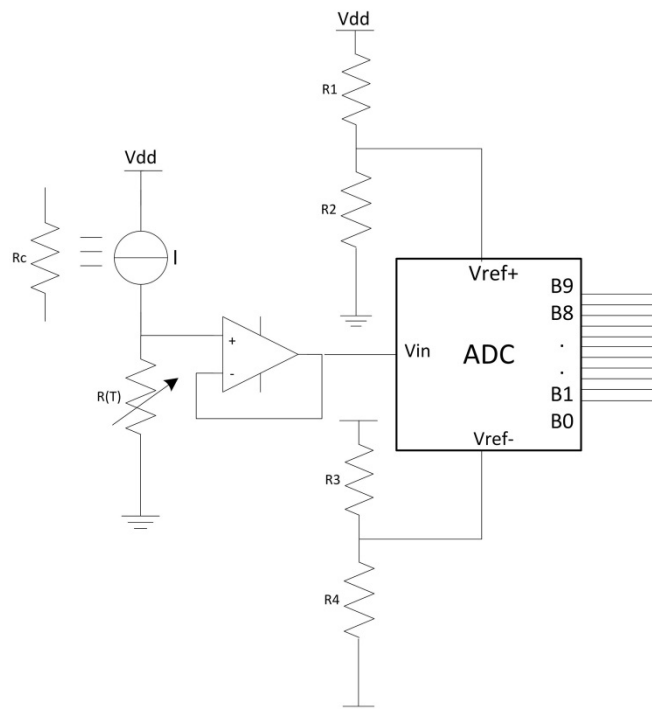 Vdd
R1
Vdd
R2
Rc
I
Vref+
B9
B8
+
Vin
ADC
.
R(T)
-
.
B1
B0
Vref-
R3
R4